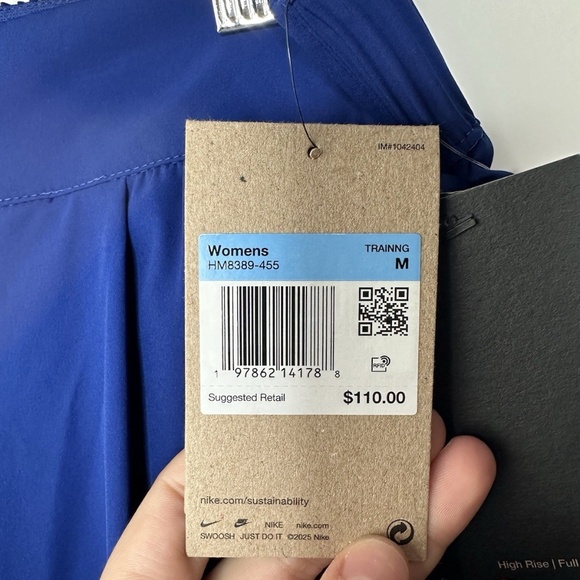 IM#1042404
Womens TRAINNG
HM8389-455 M
RFID
1 97862 14178 8
Suggested Retail $110.00
nike.com/sustainability
NIKE nike.com
SWOOSH JUST DO IT ©2025 Nike
High Rise | Full